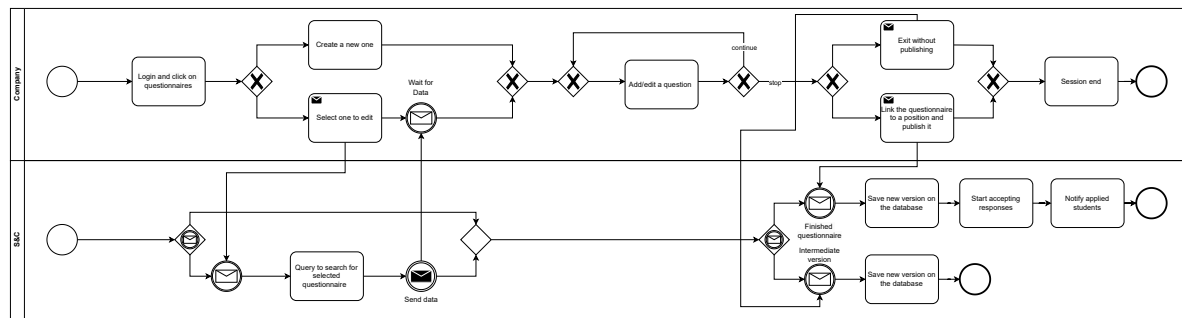 Company
Login and click on
questionnaires
Create a new one
Select one to edit
Wait for
Data
Add/edit a question
continue
stop
Exit without
publishing
Link the questionnaire
to a position and
publish it
Session end
S&C
Query to search for
selected
questionnaire
Send data
Finished
questionnaire
Save new version on
the database
Start accepting
responses
Notify applied
students
Intermediate
version
Save new version on
the database